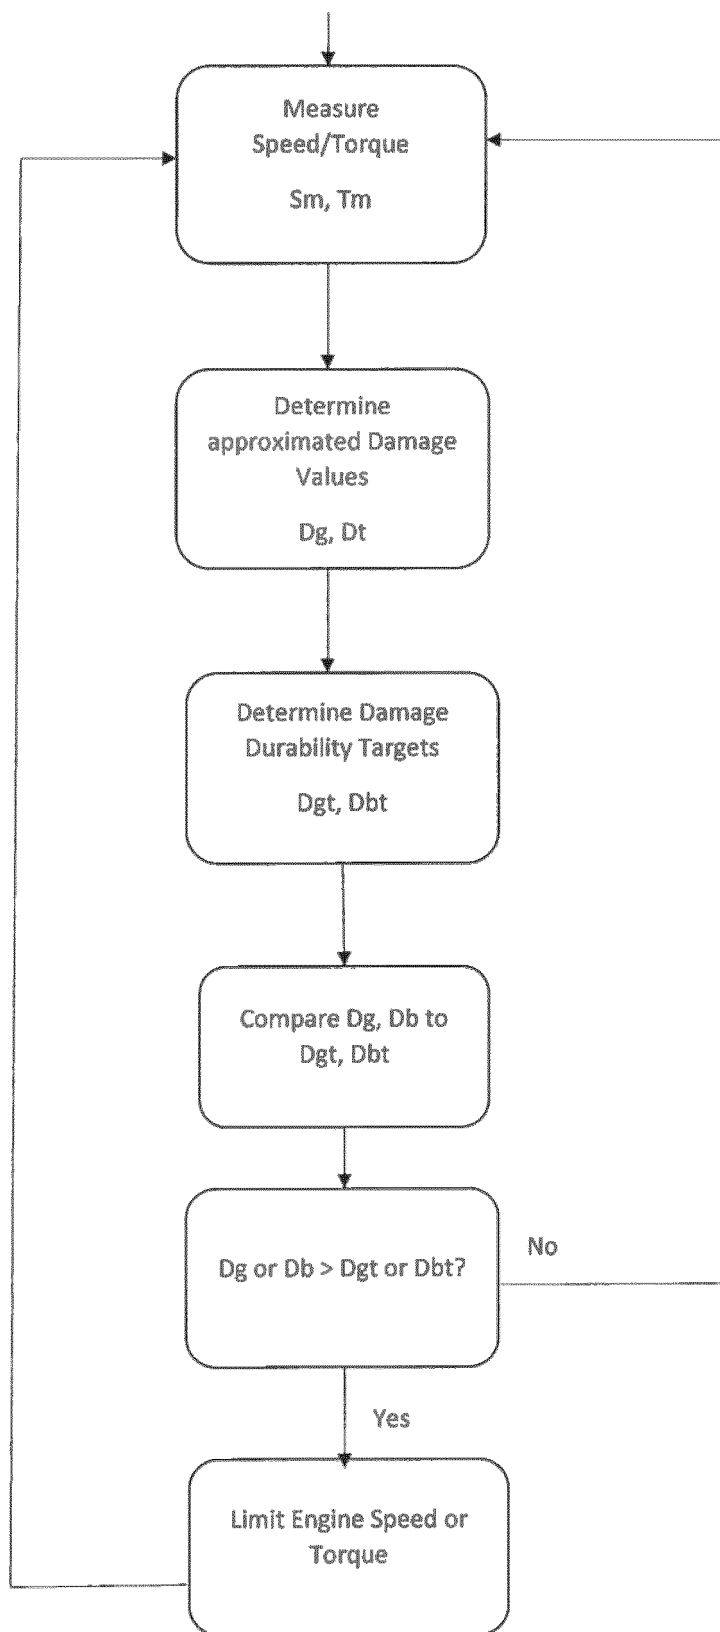 Measure
Speed/Torque
Sm, Tm
Determine
approximated Damage
Values
Dg, Dt
Determine Damage
Durability Targets
Dgt, Dbt
Compare Dg, Db to
Dgt, Dbt
Dg or Db > Dgt or Dbt?
No
Yes
Limit Engine Speed or
Torque